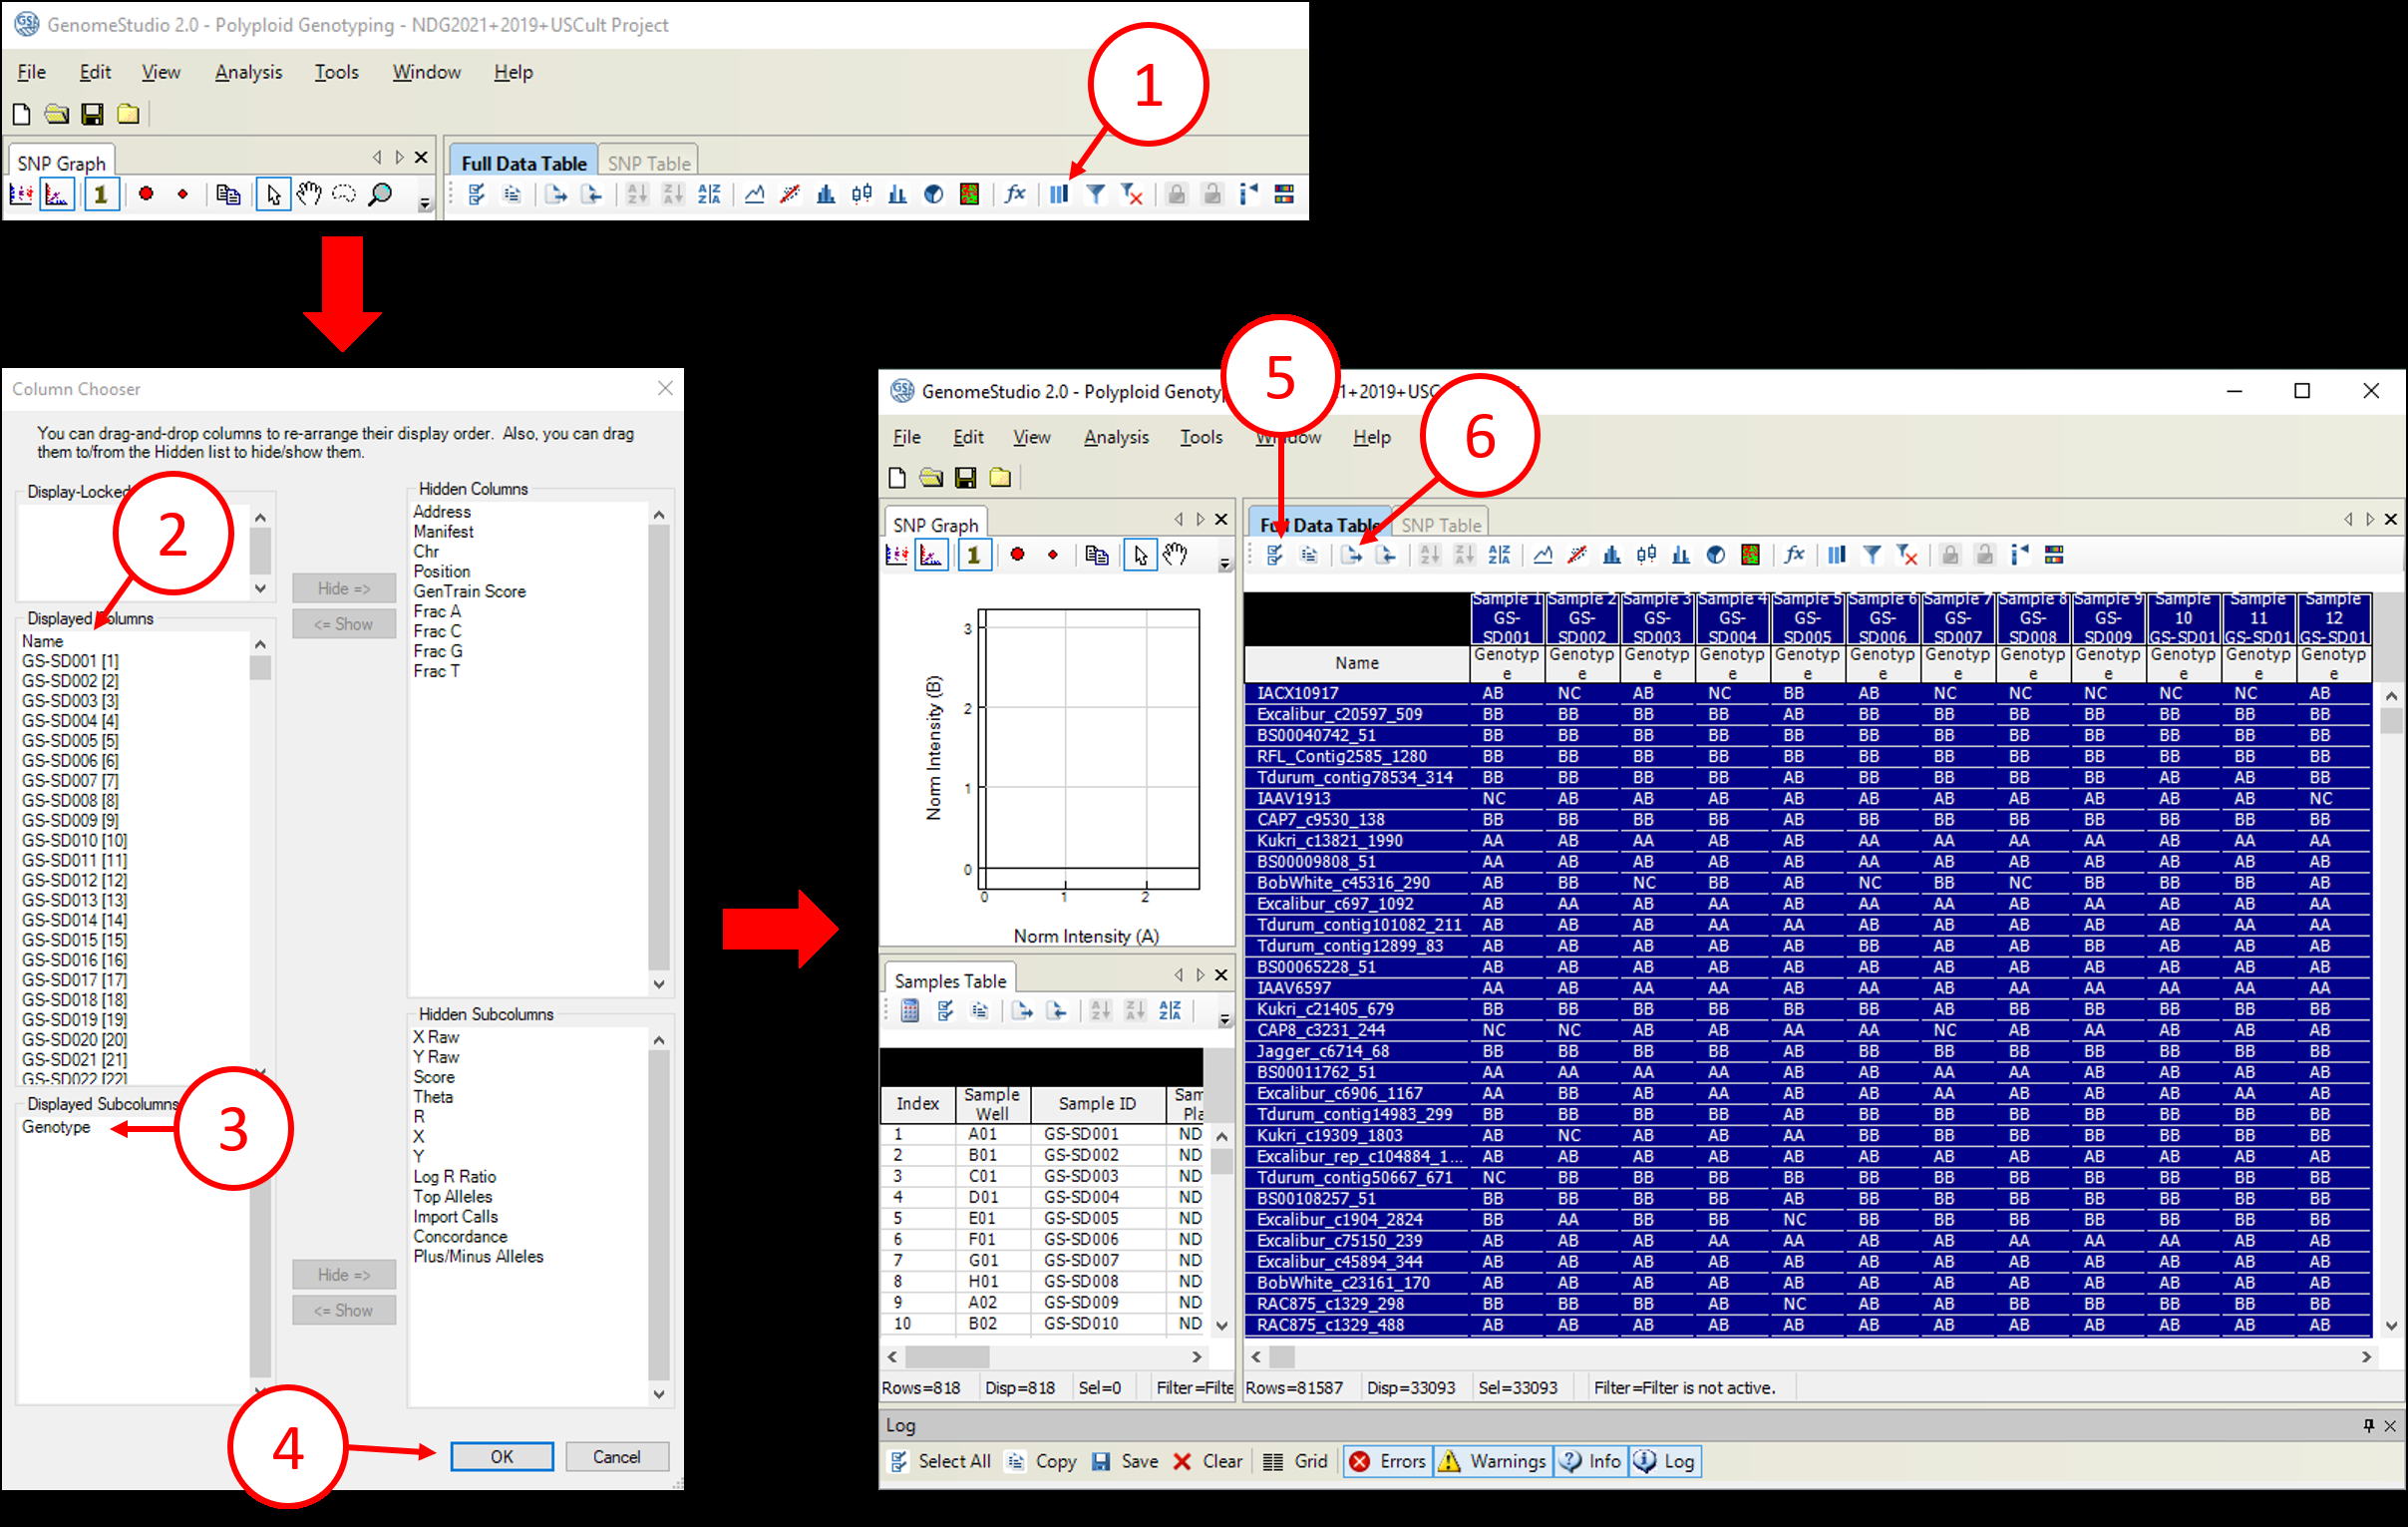 GenomeStudio 2.0 - Polyploid Genotyping - NDG2021+2019+USCult Project
File Edit View Analysis Tools Window Help
1
SNP Graph
Full Data Table SNP Table
Column Chooser
You can drag-and-drop columns to re-arrange their display order. Also, you can drag
them to/from the Hidden list to hide/show them.
Display-Locked
2
Hide =>
<= Show
Displayed Columns
Name
GS-SD001 [1]
GS-SD002 [2]
GS-SD003 [3]
GS-SD004 [4]
GS-SD005 [5]
GS-SD006 [6]
GS-SD007 [7]
GS-SD008 [8]
GS-SD009 [9]
GS-SD010 [10]
GS-SD011 [11]
GS-SD012 [12]
GS-SD013 [13]
GS-SD014 [14]
GS-SD015 [15]
GS-SD016 [16]
GS-SD017 [17]
GS-SD018 [18]
GS-SD019 [19]
GS-SD020 [20]
GS-SD021 [21]
GS-SD022 [22]
Displayed Subcolumns
Genotype
3
Hide =>
<= Show
Hidden Columns
Address
Manifest
Chr
Position
GenTrain Score
Frac A
Frac C
Frac G
Frac T
Hidden Subcolumns
X Raw
Y Raw
Score
Theta
R
X
Y
Log R Ratio
Top Alleles
Import Calls
Concordance
Plus/Minus Alleles
4
OK Cancel
5
6
GenomeStudio 2.0 - Polyploid
File Edit View Analysis Tools Window Help
SNP Graph
Norm Intensity (B)
3
2
1
0
0 1 2
Norm Intensity (A)
Samples Table
Index Sample Well Sample ID
1 A01 GS-SD001 ND
2 B01 GS-SD002 ND
3 C01 GS-SD003 ND
4 D01 GS-SD004 ND
5 E01 GS-SD005 ND
6 F01 GS-SD006 ND
7 G01 GS-SD007 ND
8 H01 GS-SD008 ND
9 A02 GS-SD009 ND
10 B02 GS-SD010 ND
Rows=818 Disp=818 Sel=0 Filter=Filte
Full Data Table SNP Table
Sample 1 Sample 2 Sample 3 Sample 4 Sample 5 Sample 6 Sample 7 Sample 8 Sample 9 Sample Sample Sample
GS- GS- GS- GS- GS- GS- GS- GS- GS- 10 11 12
SD001 SD002 SD003 SD004 SD005 SD006 SD007 SD008 SD009 GS-SD01 GS-SD01 GS-SD01
Name Genotype Genotype Genotype Genotype Genotype Genotype Genotype Genotype Genotype Genotype Genotype Genotype
IACX10917 AB NC AB NC BB AB NC NC NC NC NC AB
Excalibur_c20597_509 BB BB BB BB AB BB BB BB BB BB BB BB
BS00040742_51 BB BB BB BB BB BB BB BB BB BB BB BB
RFL_Contig2585_1280 BB BB BB BB BB BB BB BB BB BB BB BB
Tdurum_contig78534_314 BB BB BB BB AB BB BB BB BB AB AB BB
IAAV1913 NC AB AB AB AB AB AB AB AB AB AB NC
CAP7_c9530_138 BB BB BB BB AB BB BB BB BB BB BB BB
Kukri_c13821_1990 AA AB AA AB AB AA AA AA AA AB AA AA
BS00009808_51 AA AB AB AB AB AA AB AB AB AB AB AB
BobWhite_c45316_290 AB BB NC BB AB NC BB NC BB BB BB AB
Excalibur_c697_1092 AB AA AB AA AB AA AA AB AB AB AB AA
Tdurum_contig101082_211 AB AB AB AA AA AB AB AB AB AB AA AA
Tdurum_contig12899_83 AB AB AB AB AB BB AB AB BB AB AB AB
BS00065228_51 AB AB AB AB AB AB AB AB AB AB AB AB
IAAV6597 AA AB AA AB AA AB AA AA AB AA AA AA
Kukri_c21405_679 BB BB BB BB BB BB AB BB BB BB BB BB
CAP8_c3231_244 NC NC AB AB AA AA NC AB AA AB AB AB
Jagger_c6714_68 BB BB BB BB AB BB BB BB BB BB BB BB
BS00011762_51 AA AA AA AA AB AB AA AA AB AA AB AB
Excalibur_c6906_1167 AA BB AB AA AB AB AA AA AB AB AA AB
Tdurum_contig14983_299 BB BB BB BB BB BB BB BB BB BB BB BB
Kukri_c19309_1803 AB NC AB AB AA BB BB BB BB BB BB BB
Excalibur_rep_c104884_1... AB AB AB AB AB AB AB AB AB AB AB AB
Tdurum_contig50667_671 NC BB BB BB BB BB BB BB BB BB BB BB
BS00108257_51 BB BB BB BB AB BB BB BB BB BB BB BB
Excalibur_c1904_2824 BB AA BB BB NC BB BB BB BB BB BB BB
Excalibur_c75150_239 AB AB AB AA AA AB AB AA AA AA AB AB
Excalibur_c45894_344 AB AB AB AB AB AB AB AB AB AB AB AB
BobWhite_c23161_170 AB AB AB AB AB AB AB AB AB AB AB AB
RAC875_c1329_298 BB BB BB AB NC AB AB BB BB BB BB BB
RAC875_c1329_488 AB AB AB AB AB AB AB AB AB AB AB AB
Rows=81587 Disp=33093 Sel=33093 Filter=Filter is not active.
Log
Select All Copy Save Clear Grid Errors Warnings Info Log